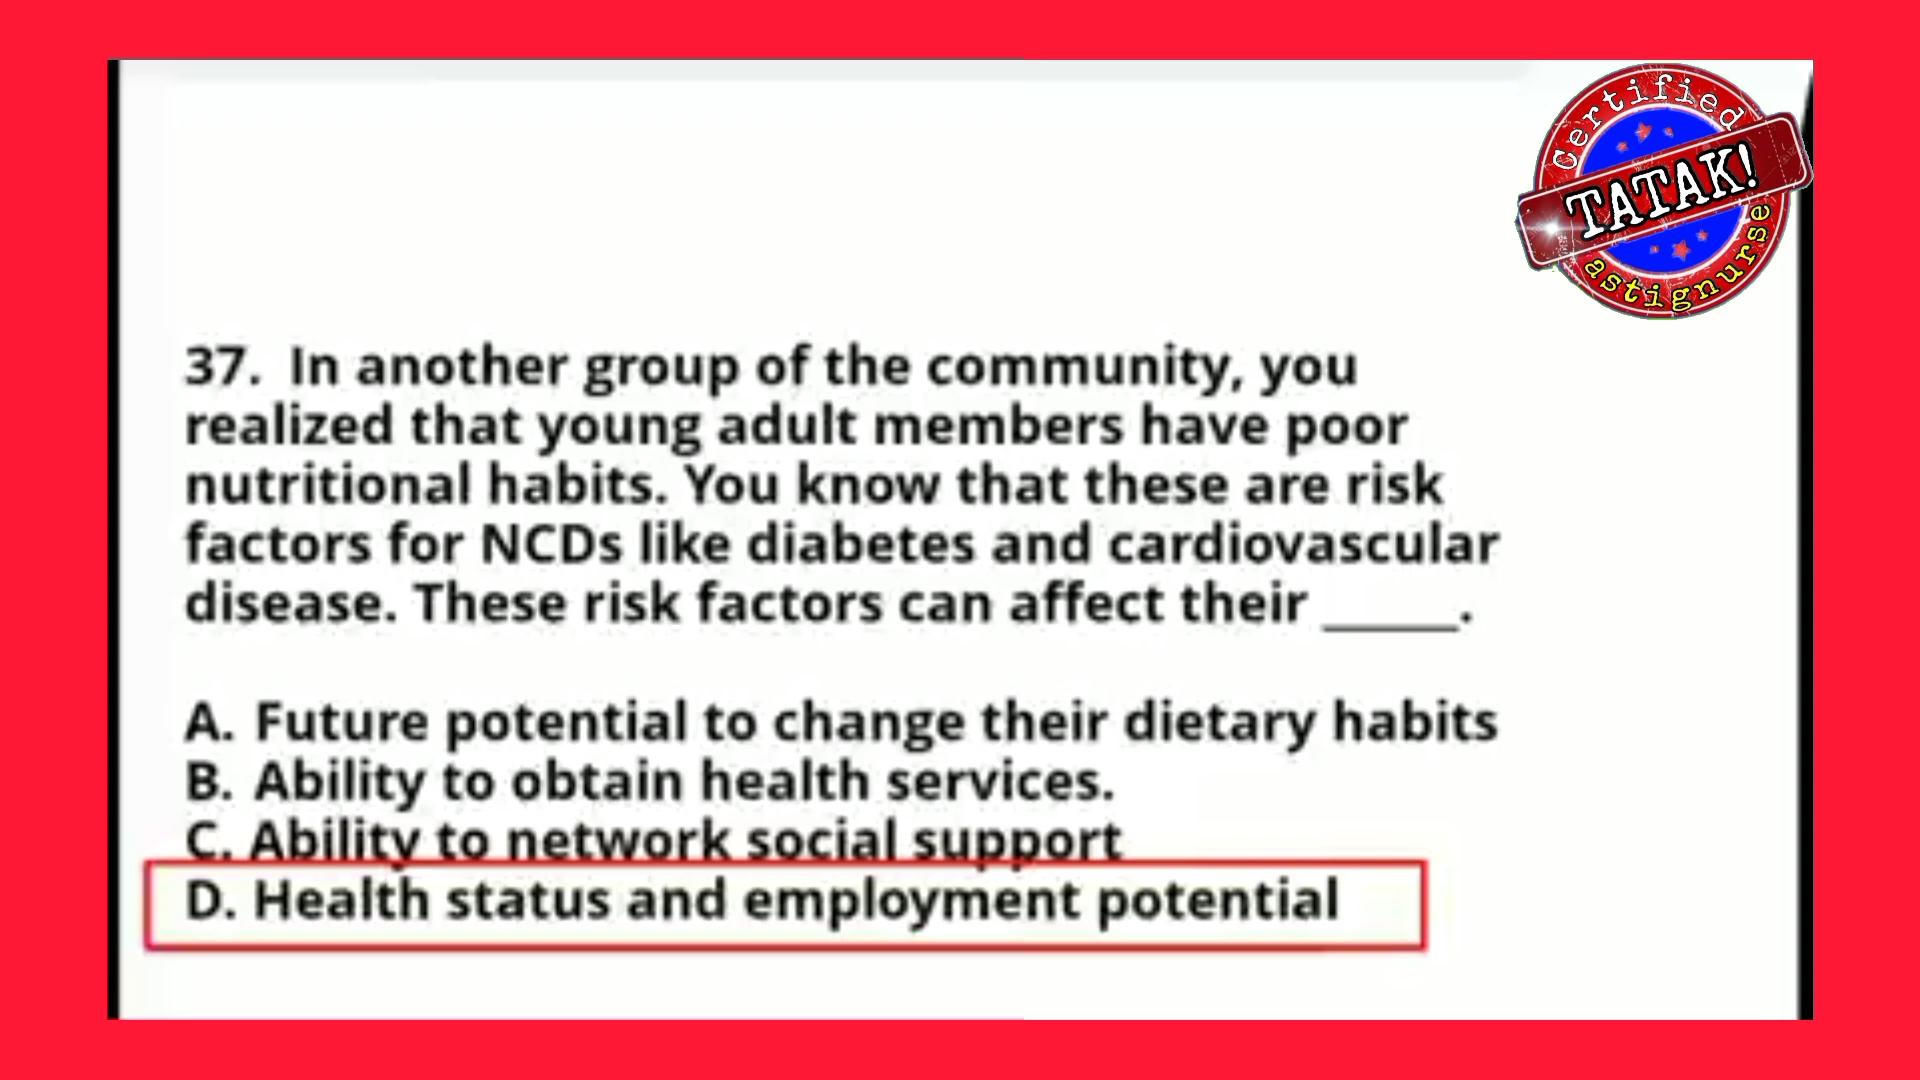 Certified
TATAK!
astignurse
37. In another group of the community, you
realized that young adult members have poor
nutritional habits. You know that these are risk
factors for NCDs like diabetes and cardiovascular
disease. These risk factors can affect their ______.
A. Future potential to change their dietary habits
B. Ability to obtain health services.
C. Ability to network social support
D. Health status and employment potential